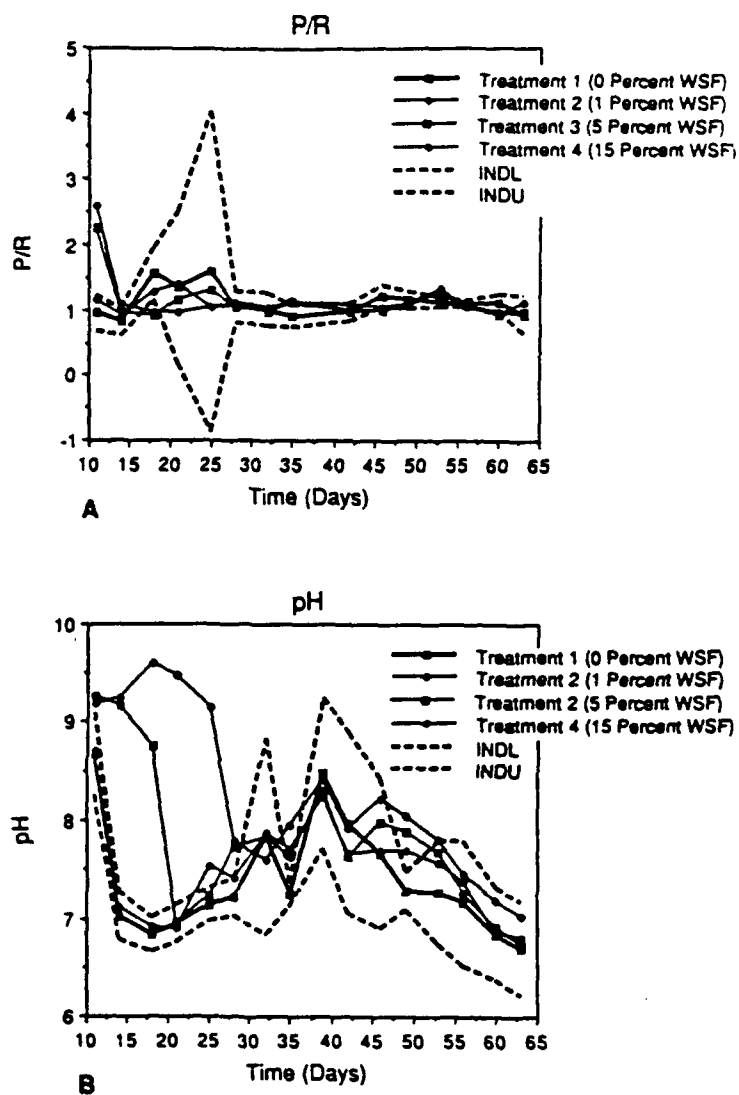 P/R
5
4
3
2
1
0
-1
P/R
Treatment 1 (0 Percent WSF)
Treatment 2 (1 Percent WSF)
Treatment 3 (5 Percent WSF)
Treatment 4 (15 Percent WSF)
INDL
INDU
10 15 20 25 30 35 40 45 50 55 60 65
Time (Days)
A
pH
10
9
8
7
6
pH
Treatment 1 (0 Percent WSF)
Treatment 2 (1 Percent WSF)
Treatment 2 (5 Percent WSF)
Treatment 4 (15 Percent WSF)
INDL
INDU
10 15 20 25 30 35 40 45 50 55 60 65
Time (Days)
B